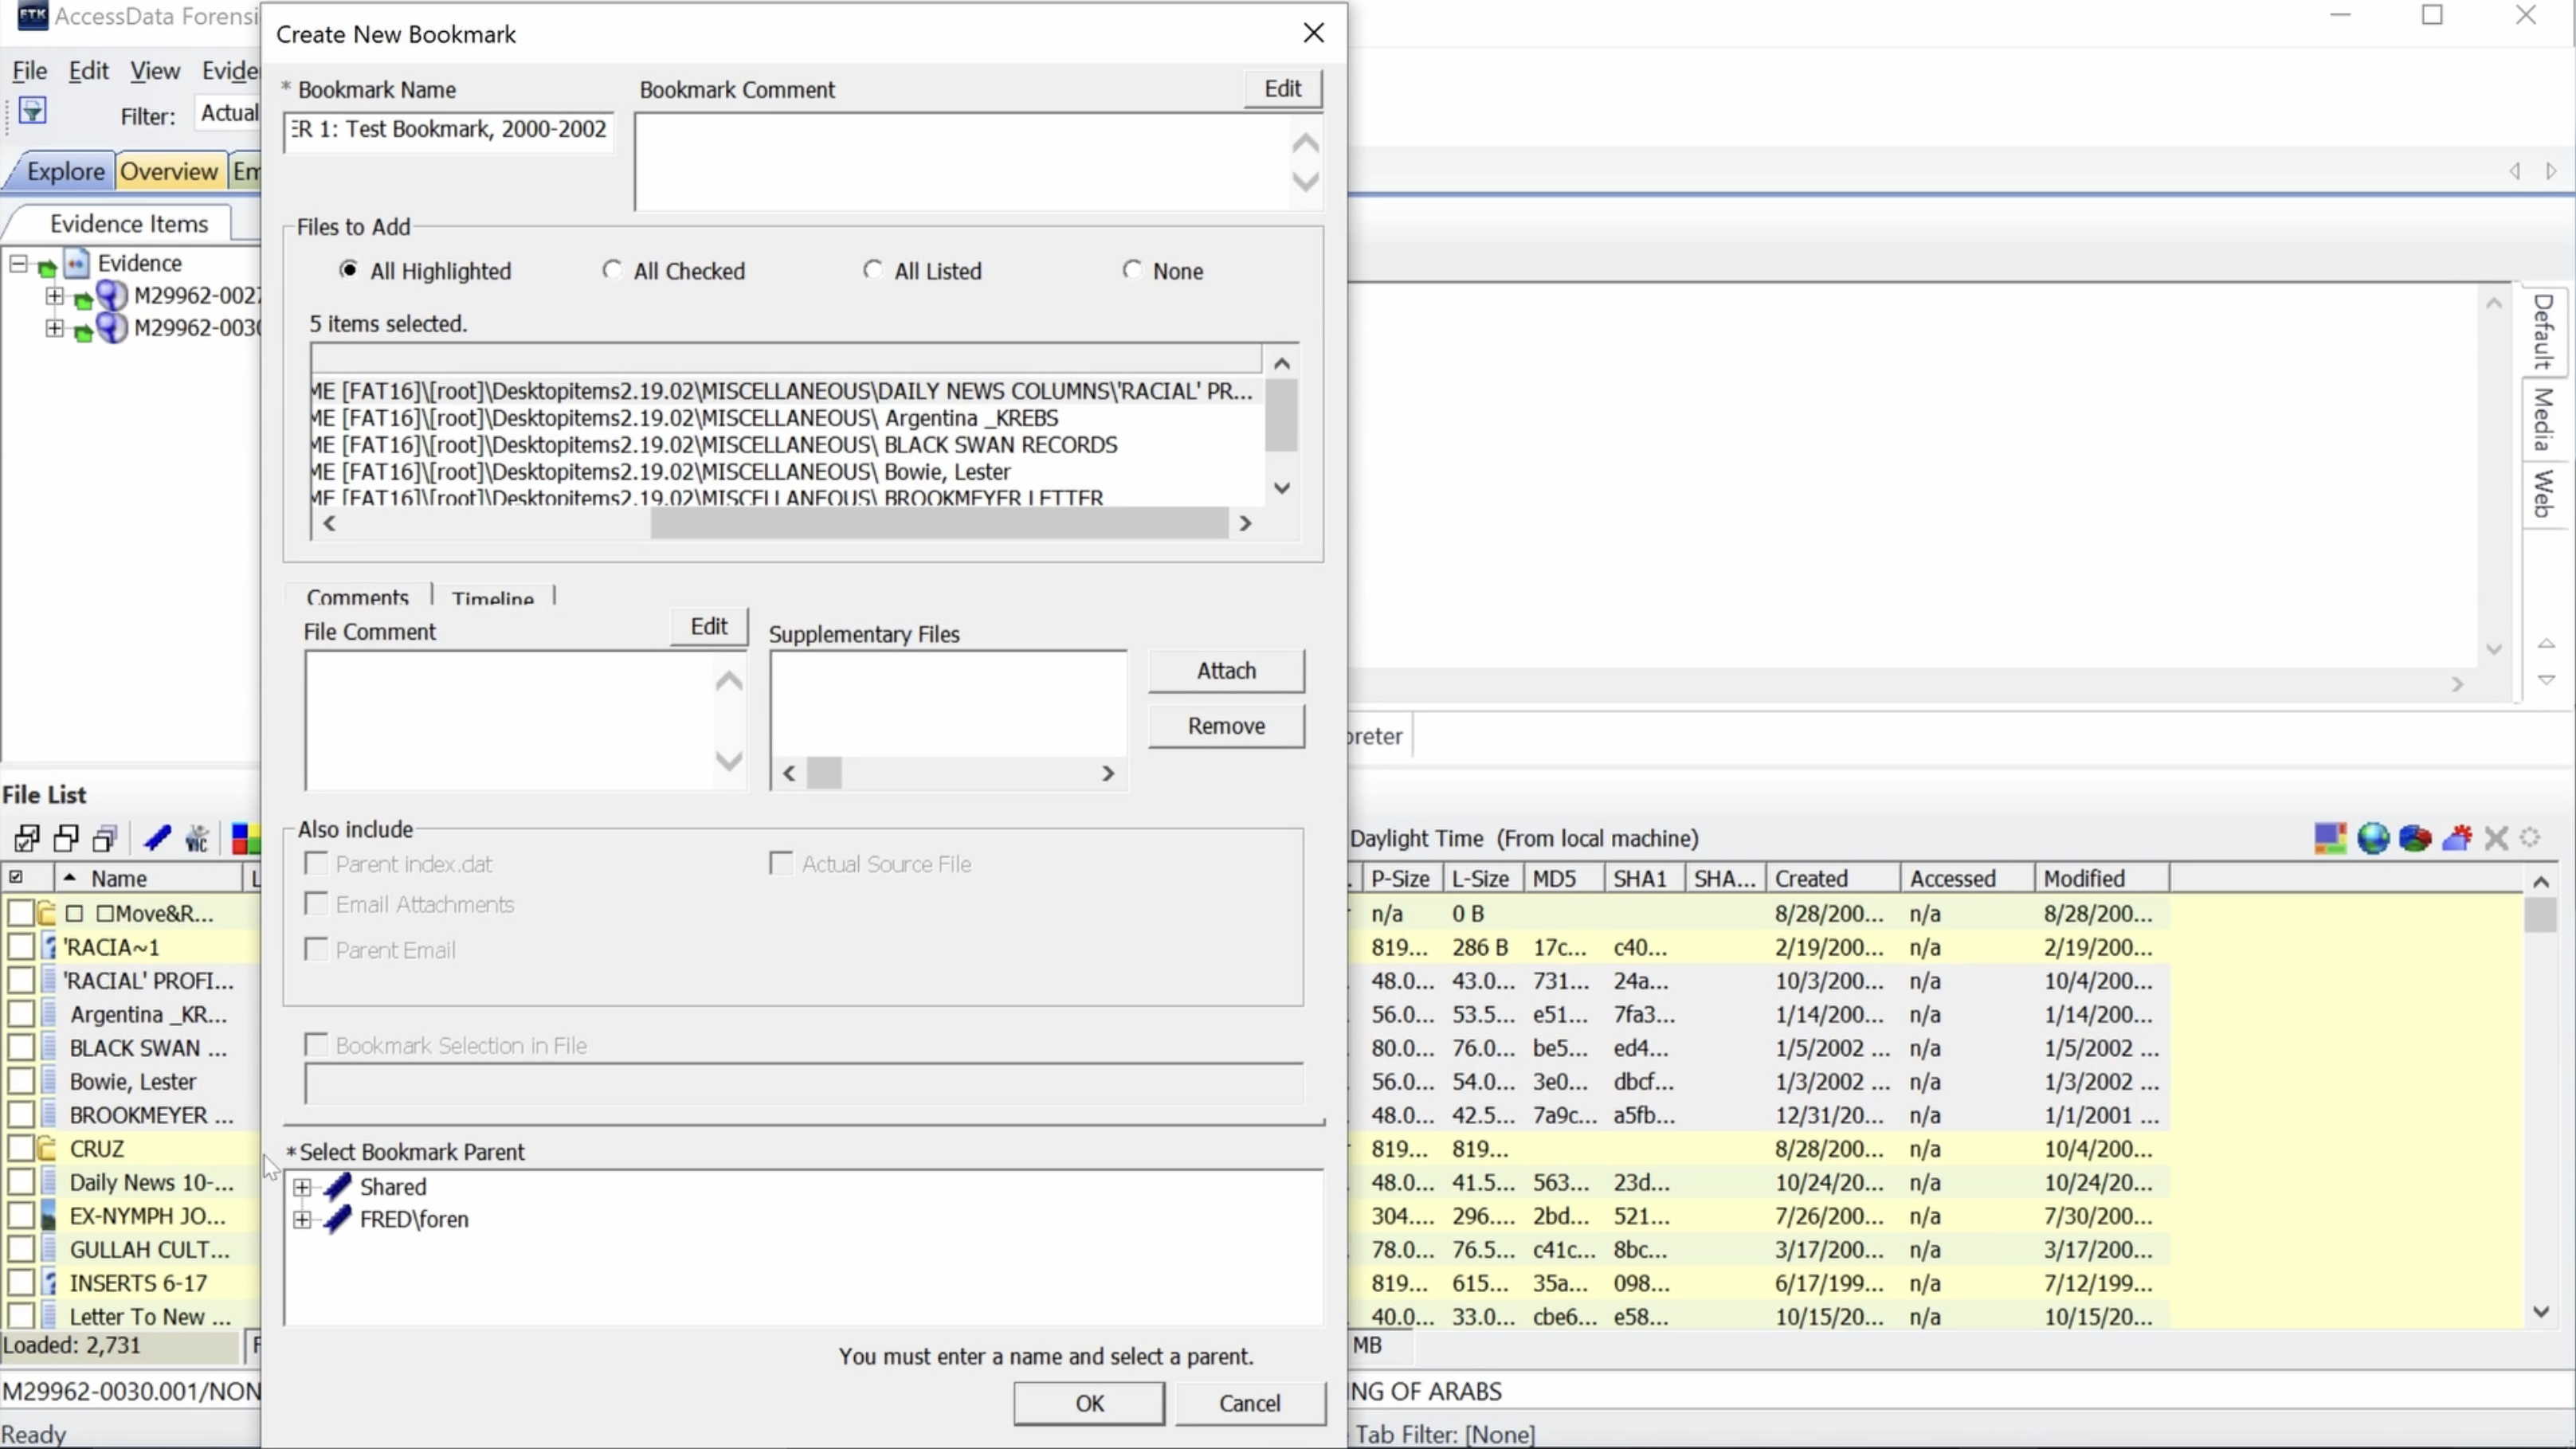 FTK AccessData Forensi
Create New Bookmark
File Edit View Evide
Filter: Actual
* Bookmark Name
Bookmark Comment
Edit
ER 1: Test Bookmark, 2000-2002
Explore Overview Em
Evidence Items
Evidence
M29962-0027
M29962-0030
Files to Add
All Highlighted All Checked All Listed None
5 items selected.
ME [FAT16]\[root]\Desktopitems2.19.02\MISCELLANEOUS\DAILY NEWS COLUMNS\'RACIAL' PR...
ME [FAT16]\[root]\Desktopitems2.19.02\MISCELLANEOUS\ Argentina _KREBS
ME [FAT16]\[root]\Desktopitems2.19.02\MISCELLANEOUS\ BLACK SWAN RECORDS
ME [FAT16]\[root]\Desktopitems2.19.02\MISCELLANEOUS\ Bowie, Lester
ME [FAT16]\[root]\Desktopitems2.19.02\MISCELLANEOUS\ BROOKMEYER LETTER
Default
Media
Web
Comments Timeline
File Comment
Edit
Supplementary Files
Attach
Remove
preter
Also include
Parent index.dat
Actual Source File
Email Attachments
Parent Email
Bookmark Selection in File
*Select Bookmark Parent
Shared
FRED\foren
You must enter a name and select a parent.
OK Cancel
File List
Daylight Time (From local machine)
Name L
P-Size L-Size MD5 SHA1 SHA... Created Accessed Modified
□ □Move&R... n/a 0 B 8/28/200... n/a 8/28/200...
'RACIA~1 819... 286 B 17c... c40... 2/19/200... n/a 2/19/200...
'RACIAL' PROFI... 48.0... 43.0... 731... 24a... 10/3/200... n/a 10/4/200...
Argentina _KR... 56.0... 53.5... e51... 7fa3... 1/14/200... n/a 1/14/200...
BLACK SWAN ... 80.0... 76.0... be5... ed4... 1/5/2002 ... n/a 1/5/2002 ...
Bowie, Lester 56.0... 54.0... 3e0... dbcf... 1/3/2002 ... n/a 1/3/2002 ...
BROOKMEYER ... 48.0... 42.5... 7a9c... a5fb... 12/31/20... n/a 1/1/2001 ...
CRUZ 819... 819... 8/28/200... n/a 10/4/200...
Daily News 10-... 48.0... 41.5... 563... 23d... 10/24/20... n/a 10/24/20...
EX-NYMPH JO... 304.... 296.... 2bd... 521... 7/26/200... n/a 7/30/200...
GULLAH CULT... 78.0... 76.5... c41c... 8bc... 3/17/200... n/a 3/17/200...
INSERTS 6-17 819... 615... 35a... 098... 6/17/199... n/a 7/12/199...
Letter To New ... 40.0... 33.0... cbe6... e58... 10/15/20... n/a 10/15/20...
Loaded: 2,731 F MB
M29962-0030.001/NON NG OF ARABS
Ready Tab Filter: [None]